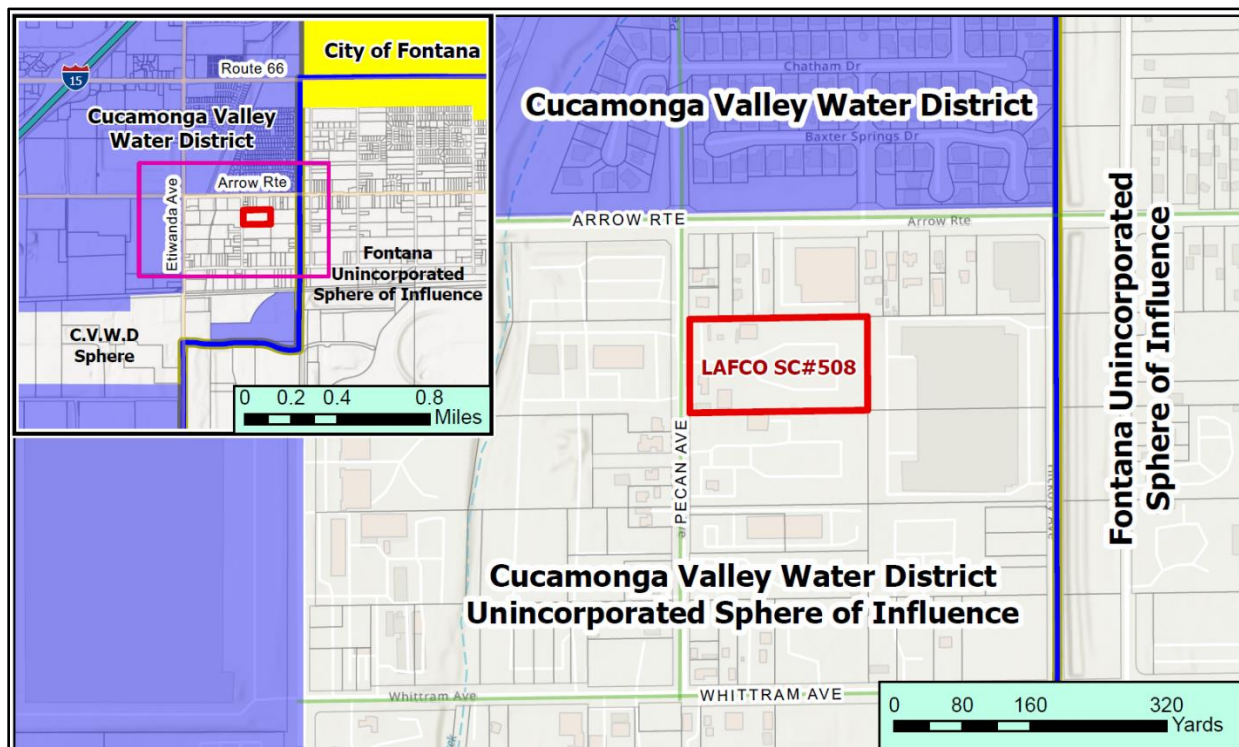 City of Fontana
Route 66
15
Cucamonga Valley
Water District
Arrow Rte
Etiwanda Ave
Fontana
Unincorporated
Sphere of Influence
C.V.W.D
Sphere
0 0.2 0.4 0.8
Miles
Chatham Dr
Cucamonga Valley Water District
Baxter Springs Dr
ARROW RTE
Arrow Rte
LAFCO SC#508
PECAN AVE
Fontana Unincorporated
Sphere of Influence
Cucamonga Valley Water District
Unincorporated Sphere of Influence
Whittram Ave
WHITTRAM AVE
0 80 160 320
Yards